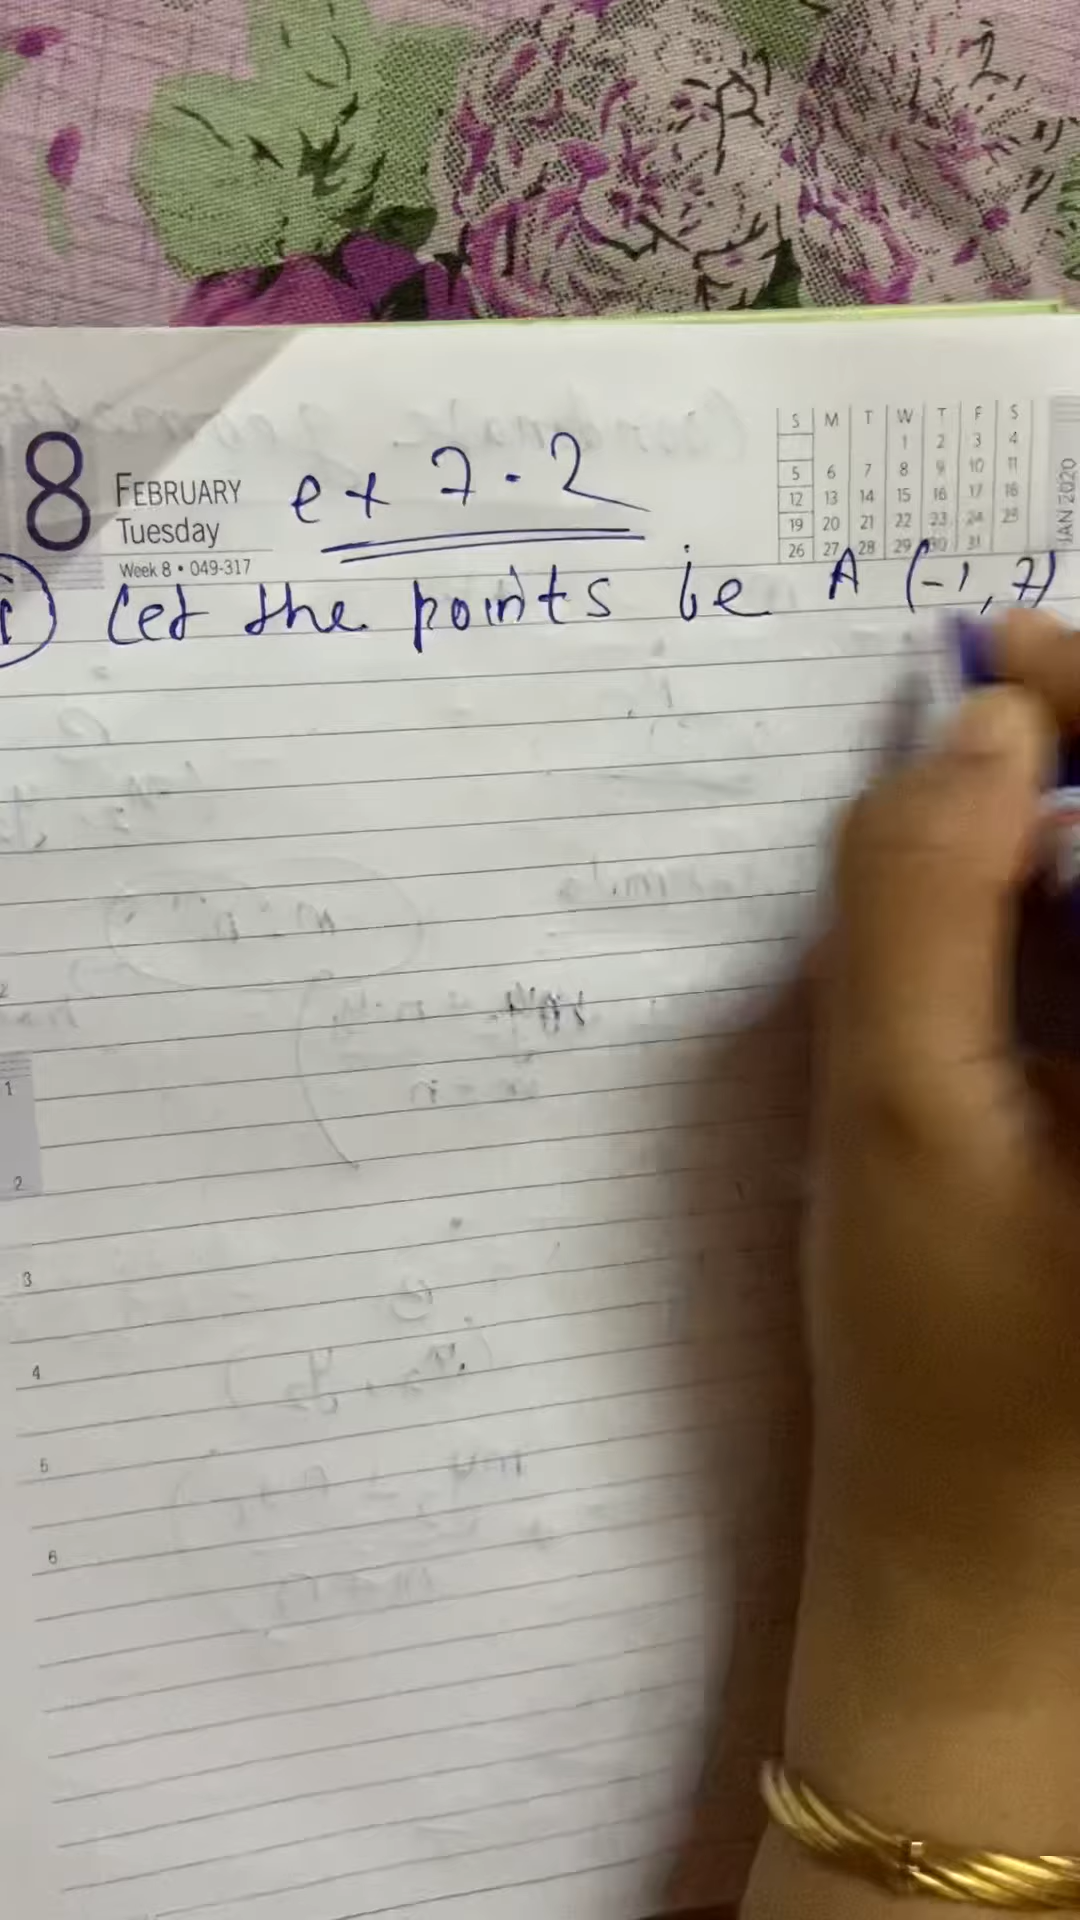 8
FEBRUARY
Tuesday
Week 8 • 049-317
ex 7.2
S M T W T F S
1 2 3 4
5 6 7 8 9 10 11
12 13 14 15 16 17 18
19 20 21 22 23 24 25
26 27 28 29 30 31
JAN 2020
Let the points be A (-1, 7)
1
2
3
4
5
6